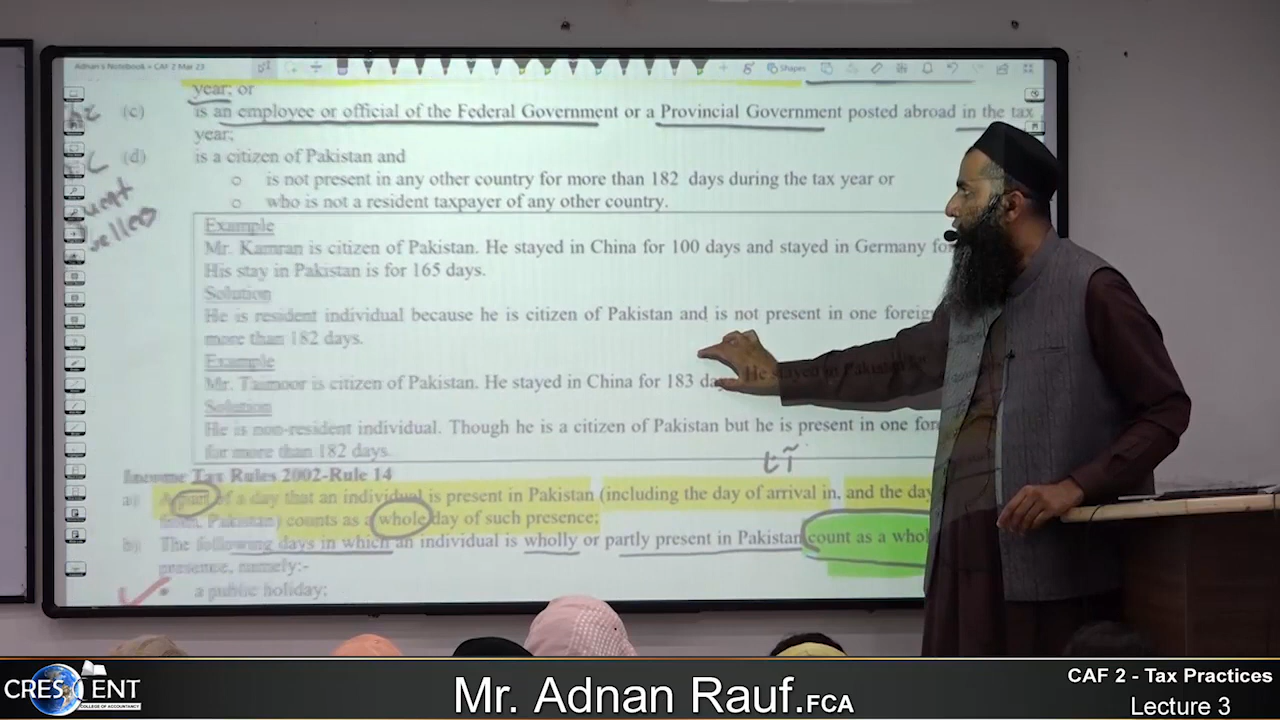 Adnan's Notebook » CAF 2 Mar 23
Shapes
year; or
(c) is an employee or official of the Federal Government or a Provincial Government posted abroad in the tax
year;
(d) is a citizen of Pakistan and
o is not present in any other country for more than 182 days during the tax year or
o who is not a resident taxpayer of any other country.
Example
Mr. Kamran is citizen of Pakistan. He stayed in China for 100 days and stayed in Germany for
His stay in Pakistan is for 165 days.
Solution
He is resident individual because he is citizen of Pakistan and is not present in one foreig
more than 182 days.
Example
Mr. Taimoor is citizen of Pakistan. He stayed in China for 183 days. He stayed in Pakistan for
Solution
He is non-resident individual. Though he is a citizen of Pakistan but he is present in one for
for more than 182 days.
Income Tax Rules 2002-Rule 14
a) A part of a day that an individual is present in Pakistan (including the day of arrival in, and the day
from, Pakistan) counts as a whole day of such presence;
b) The following days in which an individual is wholly or partly present in Pakistan count as a whol
presence, namely:-
• a public holiday;
CRESCENT
COLLEGE OF ACCOUNTANCY
Mr. Adnan Rauf.FCA
CAF 2 - Tax Practices
Lecture 3